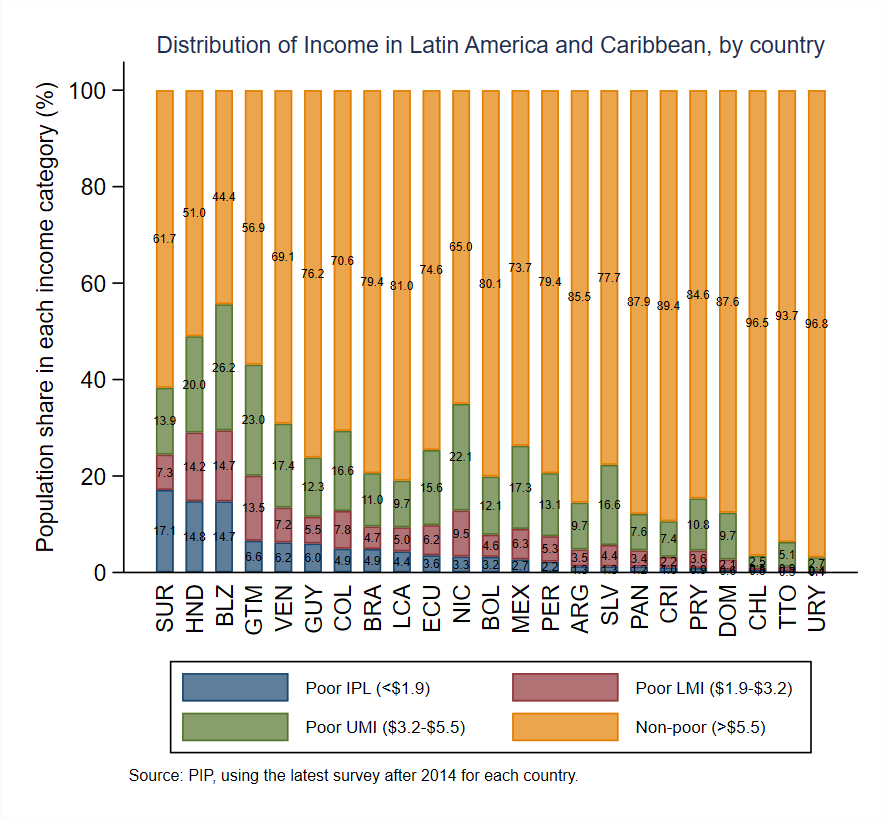 Distribution of Income in Latin America and Caribbean, by country
Population share in each income category (%)
100
80
60
40
20
0
61.7 51.0 44.4 56.9 69.1 76.2 70.6 79.4 81.0 74.6 65.0 80.1 73.7 79.4 85.5 77.7 87.9 89.4 84.6 87.6 96.5 93.7 96.8
13.9 20.0 26.2 23.0 17.4 12.3 16.6 11.0 9.7 15.6 22.1 12.1 17.3 13.1 9.7 16.6 7.6 7.4 10.8 9.7 2.5 5.1 2.7
7.3 14.2 14.7 13.5 7.2 5.5 7.8 4.7 5.0 6.2 9.5 4.6 6.3 5.3 3.5 4.4 3.4 2.2 3.6 2.1
17.1 14.8 14.7 6.6 6.2 6.0 4.9 4.9 4.4 3.6 3.3 3.2 2.7 2.2 1.3 1.3 1.2
SUR HND BLZ GTM VEN GUY COL BRA LCA ECU NIC BOL MEX PER ARG SLV PAN CRI PRY DOM CHL TTO URY
Poor IPL (<$1.9) Poor LMI ($1.9-$3.2)
Poor UMI ($3.2-$5.5) Non-poor (>$5.5)
Source: PIP, using the latest survey after 2014 for each country.